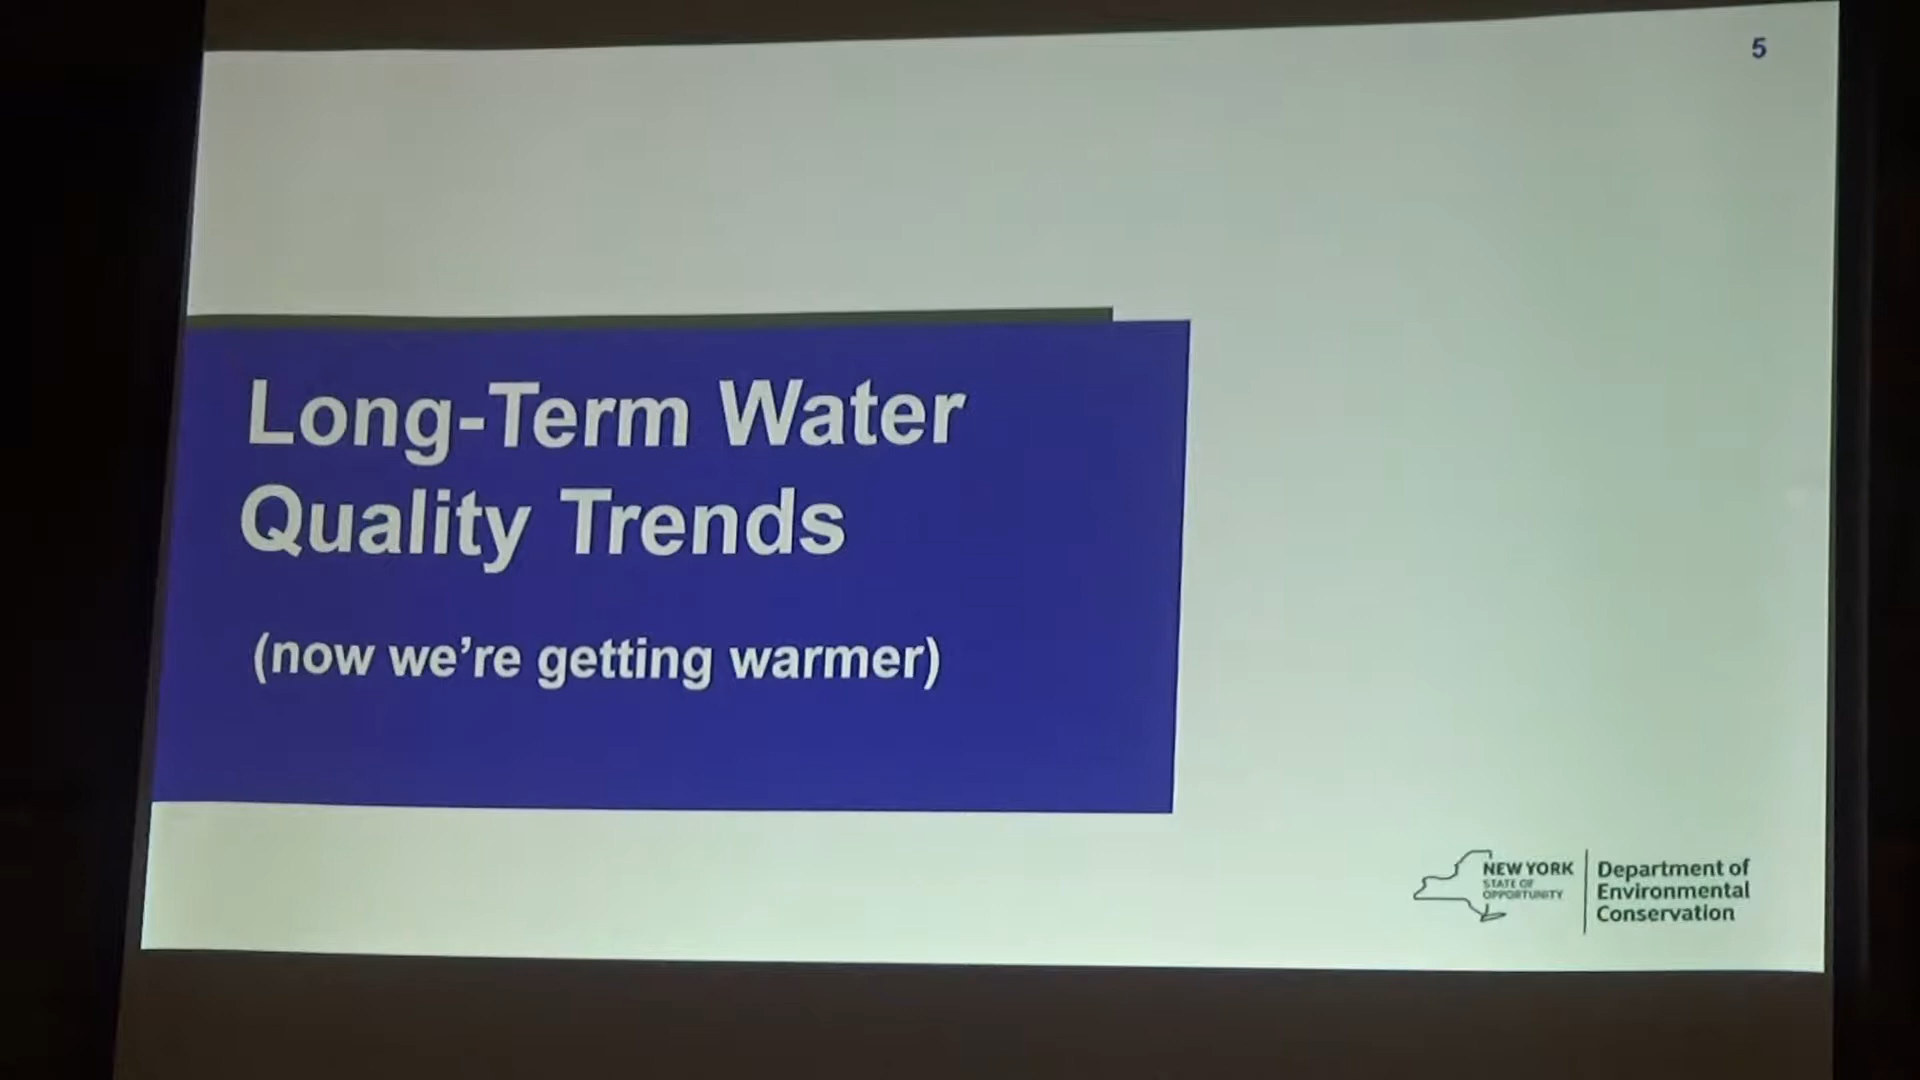 5
Long-Term Water
Quality Trends
(now we're getting warmer)
NEW YORK
STATE OF
OPPORTUNITY
Department of
Environmental
Conservation